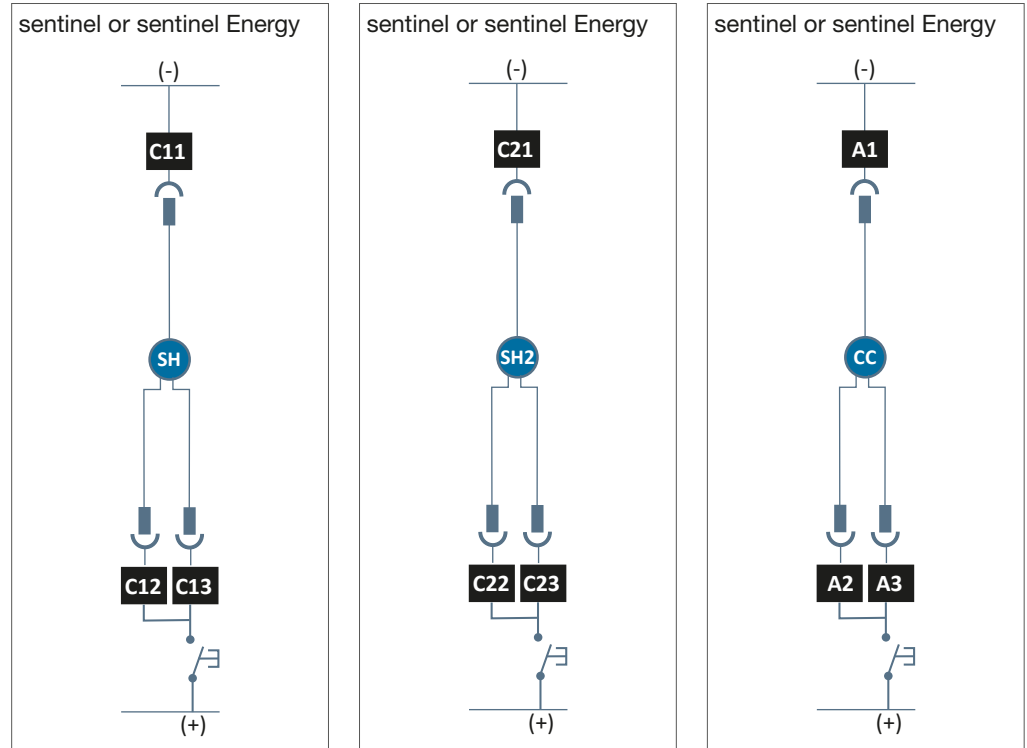 sentinel or sentinel Energy
(-)
C11
SH
C12 C13
(+)
sentinel or sentinel Energy
(-)
C21
SH2
C22 C23
(+)
sentinel or sentinel Energy
(-)
A1
CC
A2 A3
(+)